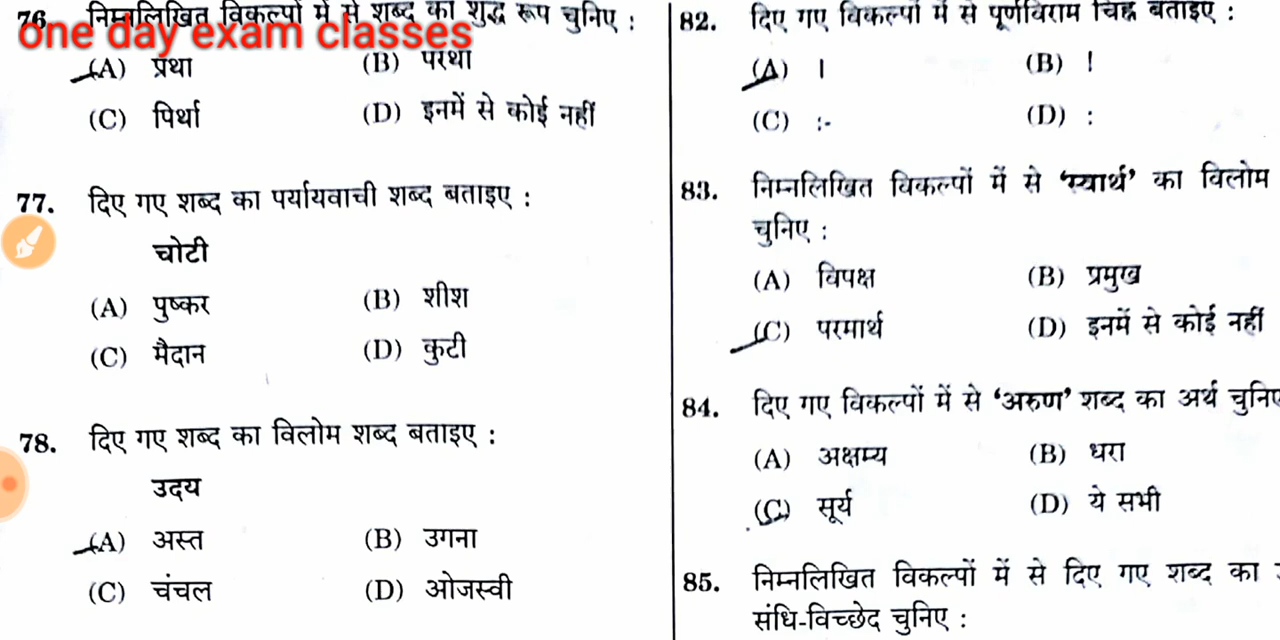 76. निम्नलिखित विकल्पों में से शब्द का शुद्ध रूप चुनिए :
one day exam classes
(A) प्रथा (B) परथा
(C) पिर्था (D) इनमें से कोई नहीं
77. दिए गए शब्द का पर्यायवाची शब्द बताइए :
चोटी
(A) पुष्कर (B) शीश
(C) मैदान (D) कुटी
78. दिए गए शब्द का विलोम शब्द बताइए :
उदय
(A) अस्त (B) उगना
(C) चंचल (D) ओजस्वी
82. दिए गए विकल्पों में से पूर्णविराम चिह्न बताइए :
(A) । (B) !
(C) :- (D) :
83. निम्नलिखित विकल्पों में से ‘स्वार्थ’ का विलोम
चुनिए :
(A) विपक्ष (B) प्रमुख
(C) परमार्थ (D) इनमें से कोई नहीं
84. दिए गए विकल्पों में से ‘अरुण’ शब्द का अर्थ चुनिए
(A) अक्षम्य (B) धरा
(C) सूर्य (D) ये सभी
85. निम्नलिखित विकल्पों में से दिए गए शब्द का
संधि-विच्छेद चुनिए :